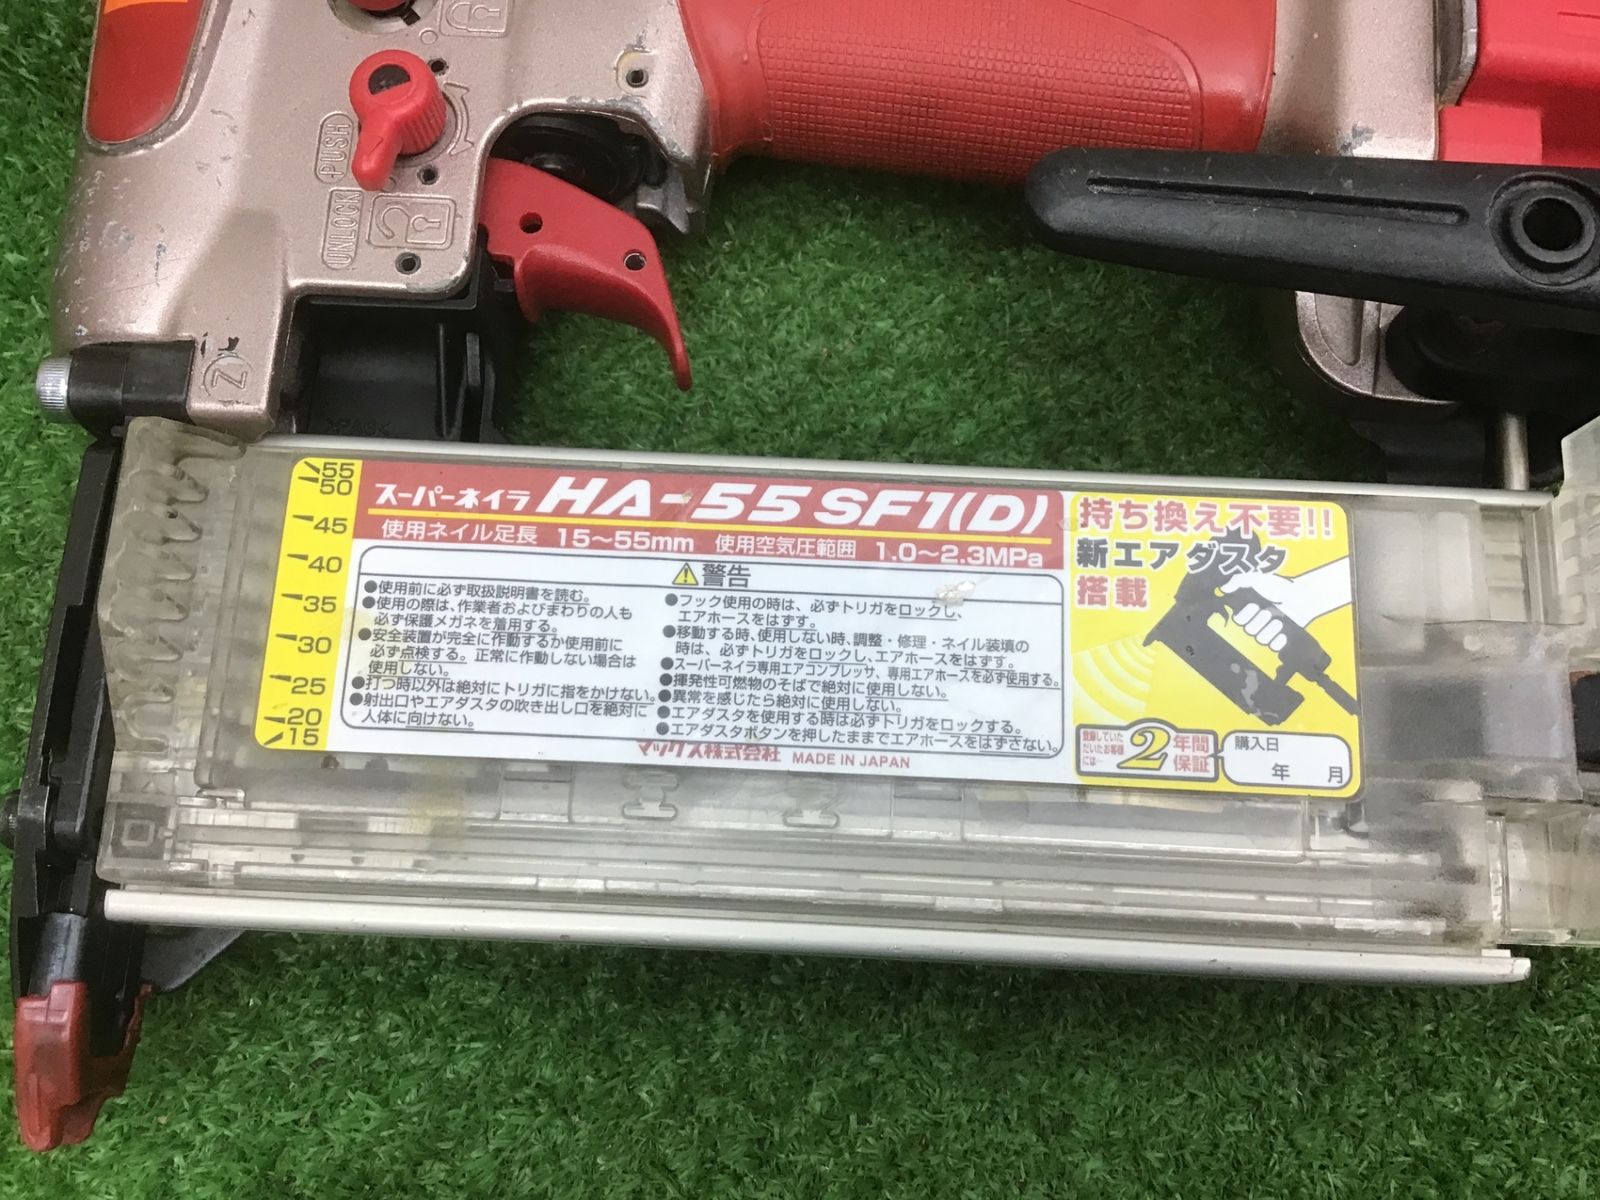 PUSH
UNLOCK
Z
>PA6<
55
50
45
40
35
30
25
20
15
スーパーネイラ HA-55SF1(D)
使用ネイル足長 15〜55mm 使用空気圧範囲 1.0〜2.3MPa
警告
●使用前に必ず取扱説明書を読む。
●使用の際は、作業者およびまわりの人も
必ず保護メガネを着用する。
●安全装置が完全に作動するか使用前に
必ず点検する。正常に作動しない場合は
使用しない。
●打つ時以外は絶対にトリガに指をかけない。
●射出口やエアダスタの吹き出し口を絶対に
人体に向けない。
●フック使用の時は、必ずトリガをロックし、
エアホースをはずす。
●移動する時、使用しない時、調整・修理・ネイル装填の
時は、必ずトリガをロックし、エアホースをはずす。
●スーパーネイラ専用エアコンプレッサ、専用エアホースを必ず使用する。
●揮発性可燃物のそばで絶対に使用しない。
●異常を感じたら絶対に使用しない。
●エアダスタを使用する時は必ずトリガをロックする。
●エアダスタボタンを押したままでエアホースをはずさない。
マックス株式会社 MADE IN JAPAN
持ち換え不要!!
新エアダスタ
搭載
登録していた
だいたお客様
には…
2年間
保証
購入日
年 月